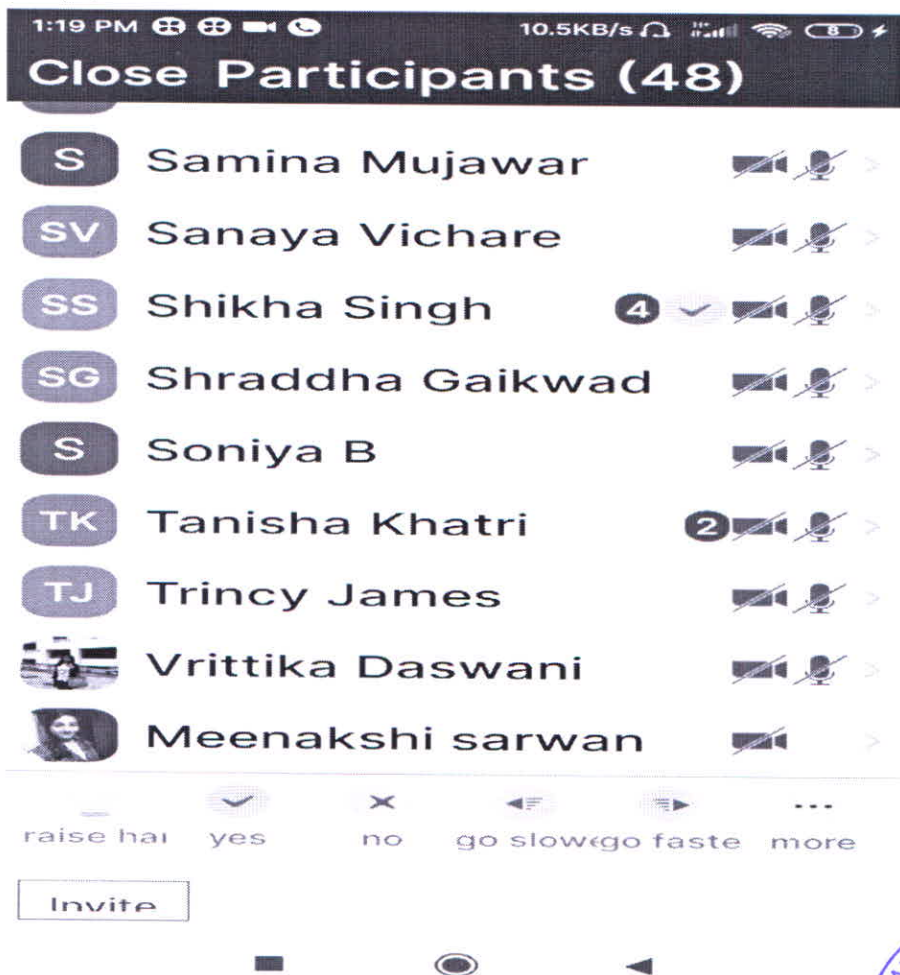 1:19 PM 10.5KB/s 8
Close Participants (48)
S Samina Mujawar
SV Sanaya Vichare
SS Shikha Singh 4
SG Shraddha Gaikwad
S Soniya B
TK Tanisha Khatri 2
TJ Trincy James
Vrittika Daswani
Meenakshi sarwan
raise hai yes no go slow go faste more
Invite